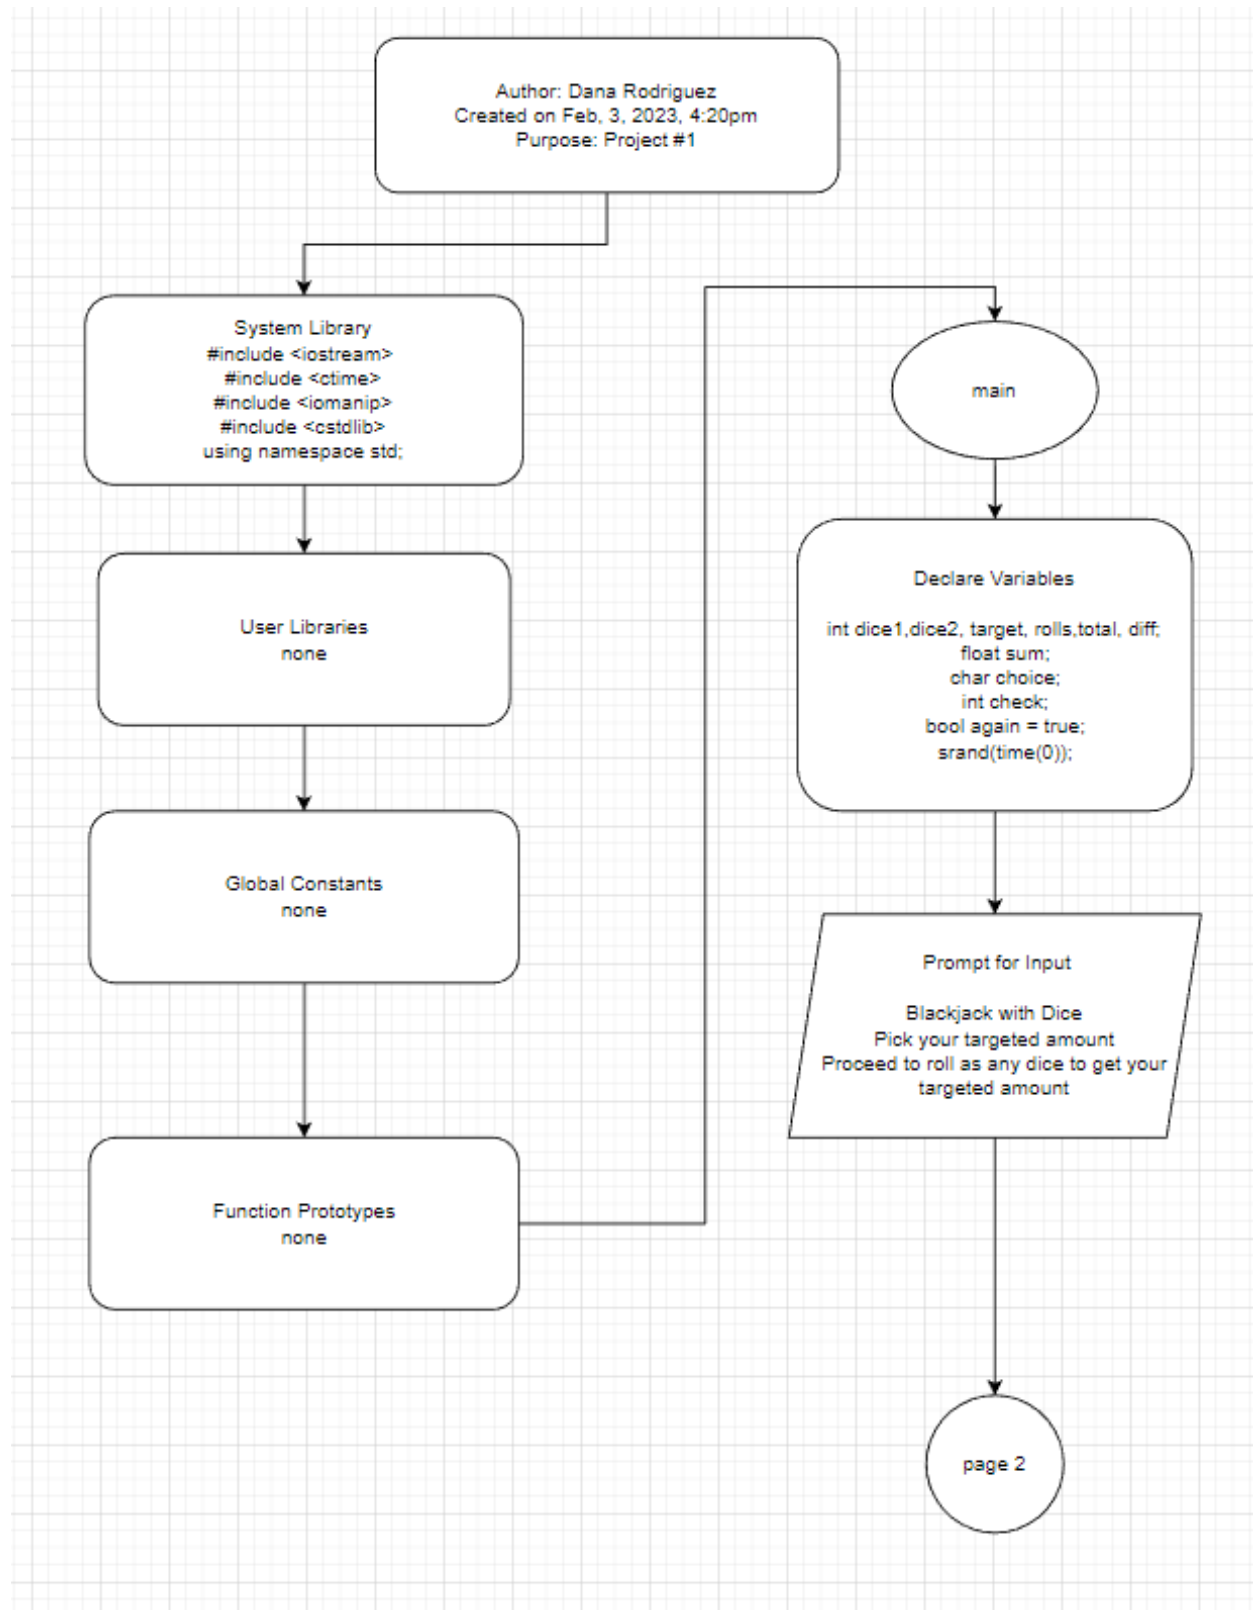 Author: Dana Rodriguez
Created on Feb, 3, 2023, 4:20pm
Purpose: Project #1
System Library
#include <iostream>
#include <ctime>
#include <iomanip>
#include <cstdlib>
using namespace std;
User Libraries
none
Global Constants
none
Function Prototypes
none
main
Declare Variables
int dice1,dice2, target, rolls,total, diff;
float sum;
char choice;
int check;
bool again = true;
srand(time(0));
Prompt for Input
Blackjack with Dice
Pick your targeted amount
Proceed to roll as any dice to get your
targeted amount
page 2